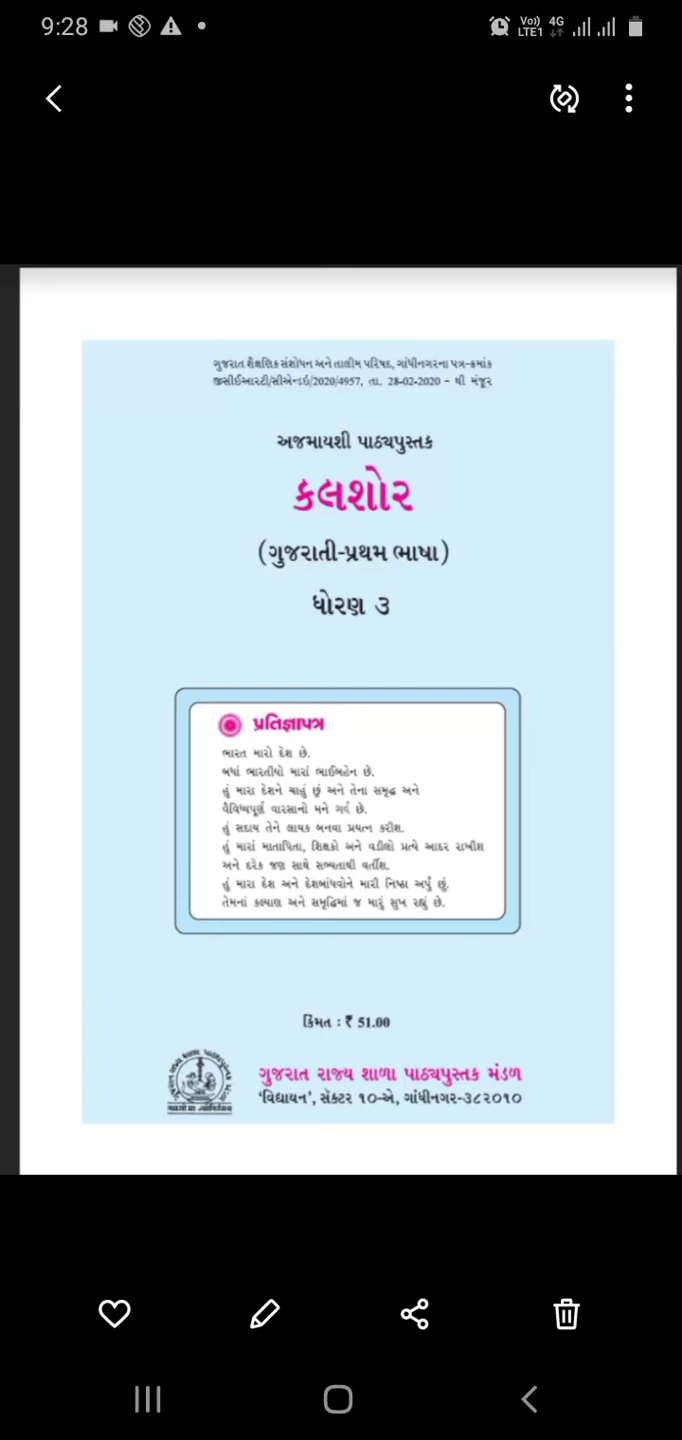 9:28
Vo)) LTE1 4G
ગુજરાત શૈક્ષણિક સંશોધન અને તાલીમ પરિષદ, ગાંધીનગરના પત્ર-ક્રમાંક
જીસીઈઆરટી/સીએન્ડઇ/2020/4957, તા. 28-02-2020 - થી મંજૂર
અજમાયશી પાઠ્યપુસ્તક
કલશોર
(ગુજરાતી-પ્રથમ ભાષા)
ધોરણ ૩
પ્રતિજ્ઞાપત્ર
ભારત મારો દેશ છે.
બધાં ભારતીયો મારાં ભાઈબહેન છે.
હું મારા દેશને ચાહું છું અને તેના સમૃદ્ધ અને
વૈવિધ્યપૂર્ણ વારસાનો મને ગર્વ છે.
હું સદાય તેને લાયક બનવા પ્રયત્ન કરીશ.
હું મારાં માતાપિતા, શિક્ષકો અને વડીલો પ્રત્યે આદર રાખીશ
અને દરેક જણ સાથે સભ્યતાથી વર્તીશ.
હું મારા દેશ અને દેશબાંધવોને મારી નિષ્ઠા અર્પું છું.
તેમનાં કલ્યાણ અને સમૃદ્ધિમાં જ મારું સુખ રહ્યું છે.
કિંમત : ₹ 51.00
ગુજરાત રાજ્ય શાળા પાઠ્યપુસ્તક મંડળ
'વિદ્યાયન', સેક્ટર ૧૦-એ, ગાંધીનગર-૩૮૨૦૧૦